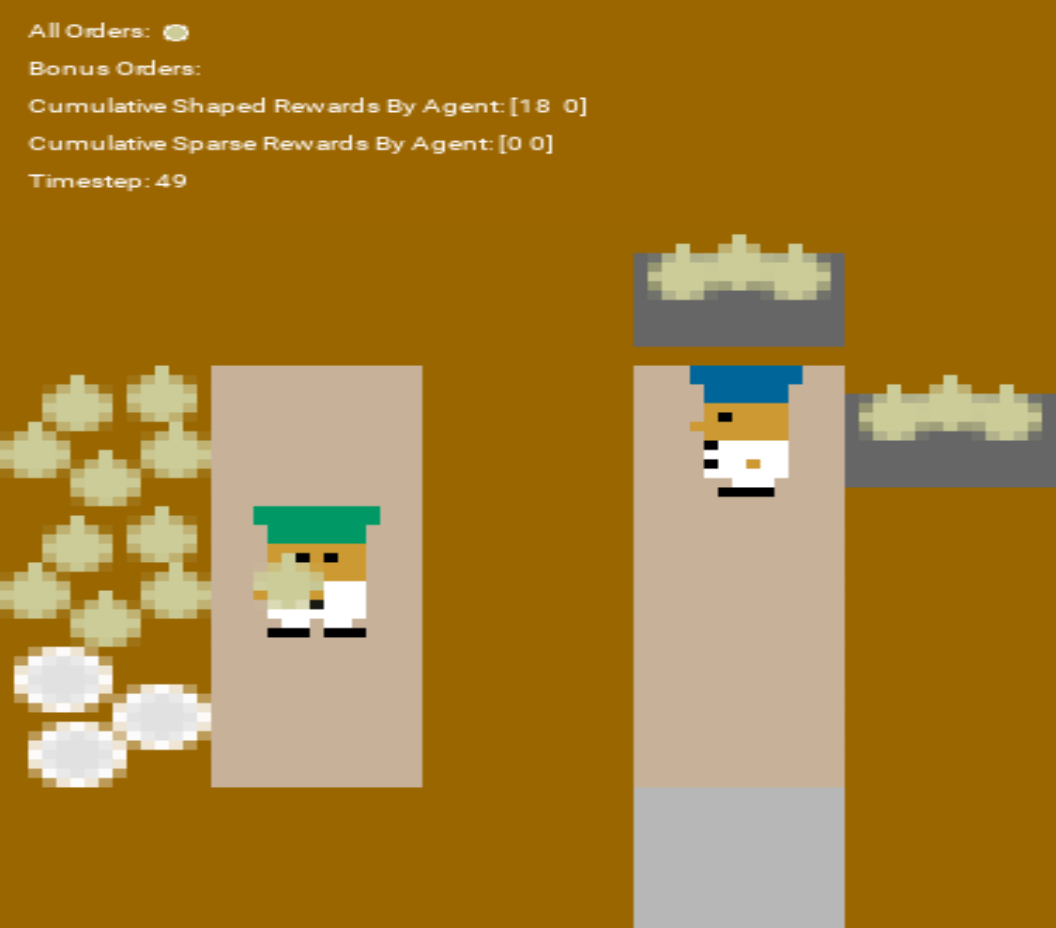 All Orders:
Bonus Orders:
Cumulative Shaped Rewards By Agent: [18 0]
Cumulative Sparse Rewards By Agent: [0 0]
Timestep: 49